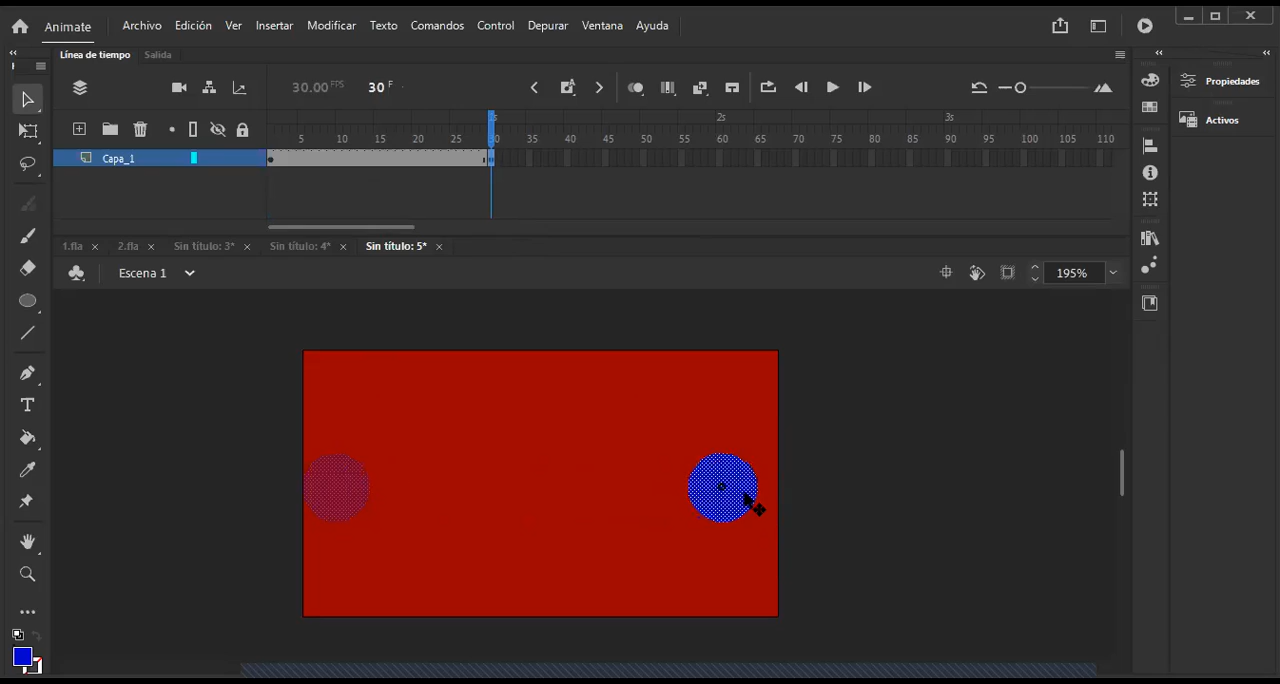 Animate Archivo Edición Ver Insertar Modificar Texto Comandos Control Depurar Ventana Ayuda
Línea de tiempo Salida
30.00 FPS 30 F
Propiedades
1s 2s 3s
Activos
5 10 15 20 25 30 35 40 45 50 55 60 65 70 75 80 85 90 95 100 105 110
Capa_1
1.fla 2.fla Sin título: 3* Sin título: 4* Sin título: 5*
Escena 1 195%